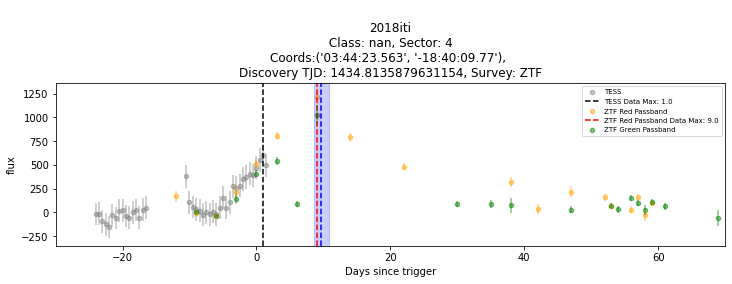 2018iti
Class: nan, Sector: 4
Coords:('03:44:23.563', '-18:40:09.77'),
Discovery TJD: 1434.8135879631154, Survey: ZTF
TESS
TESS Data Max: 1.0
ZTF Red Passband
ZTF Red Passband Data Max: 9.0
ZTF Green Passband
flux
1250
1000
750
500
250
0
−250
−20
0
20
40
60
Days since trigger